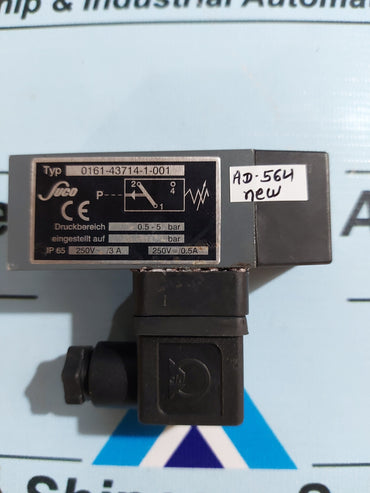 hip & Industrial Automa
Typ 0161-43714-1-001
Suco
P 2 4 1
CE
Druckbereich 0.5 - 5 bar
eingestellt auf bar
IP 65 250V~ /3 A 250V= 0.5A
AD-564
new